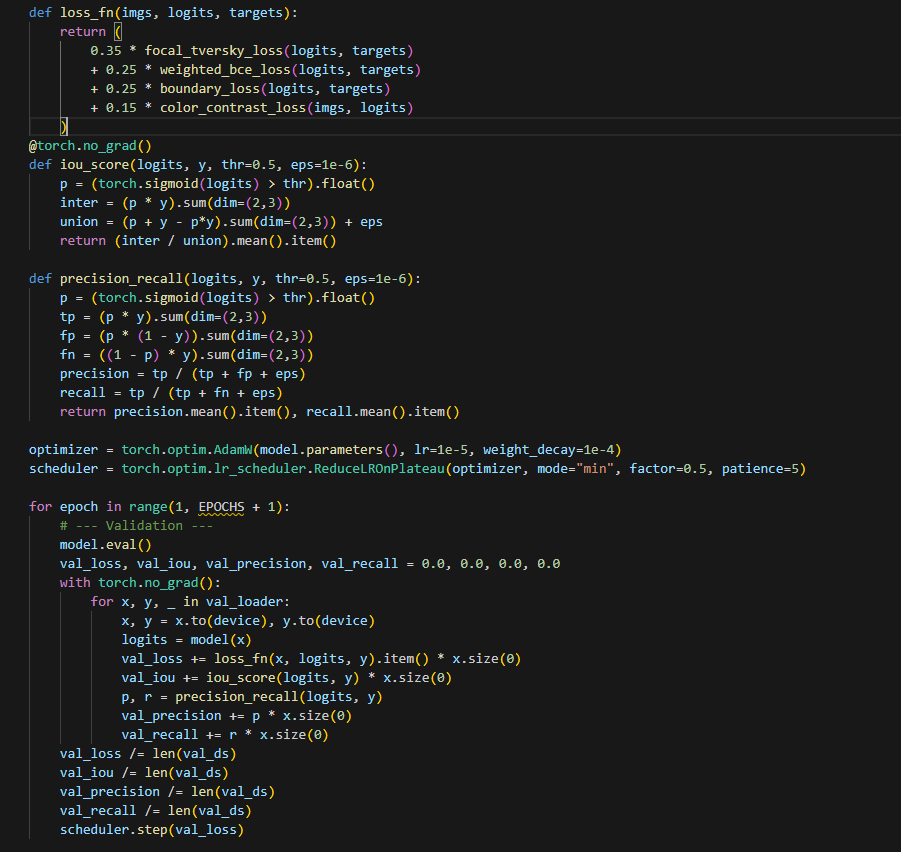 def loss_fn(imgs, logits, targets):
    return (
        0.35 * focal_tversky_loss(logits, targets)
        + 0.25 * weighted_bce_loss(logits, targets)
        + 0.25 * boundary_loss(logits, targets)
        + 0.15 * color_contrast_loss(imgs, logits)
    )
@torch.no_grad()
def iou_score(logits, y, thr=0.5, eps=1e-6):
    p = (torch.sigmoid(logits) > thr).float()
    inter = (p * y).sum(dim=(2,3))
    union = (p + y - p*y).sum(dim=(2,3)) + eps
    return (inter / union).mean().item()

def precision_recall(logits, y, thr=0.5, eps=1e-6):
    p = (torch.sigmoid(logits) > thr).float()
    tp = (p * y).sum(dim=(2,3))
    fp = (p * (1 - y)).sum(dim=(2,3))
    fn = ((1 - p) * y).sum(dim=(2,3))
    precision = tp / (tp + fp + eps)
    recall = tp / (tp + fn + eps)
    return precision.mean().item(), recall.mean().item()

optimizer = torch.optim.AdamW(model.parameters(), lr=1e-5, weight_decay=1e-4)
scheduler = torch.optim.lr_scheduler.ReduceLROnPlateau(optimizer, mode="min", factor=0.5, patience=5)

for epoch in range(1, EPOCHS + 1):
    # --- Validation ---
    model.eval()
    val_loss, val_iou, val_precision, val_recall = 0.0, 0.0, 0.0, 0.0
    with torch.no_grad():
        for x, y, _ in val_loader:
            x, y = x.to(device), y.to(device)
            logits = model(x)
            val_loss += loss_fn(x, logits, y).item() * x.size(0)
            val_iou += iou_score(logits, y) * x.size(0)
            p, r = precision_recall(logits, y)
            val_precision += p * x.size(0)
            val_recall += r * x.size(0)
    val_loss /= len(val_ds)
    val_iou /= len(val_ds)
    val_precision /= len(val_ds)
    val_recall /= len(val_ds)
    scheduler.step(val_loss)